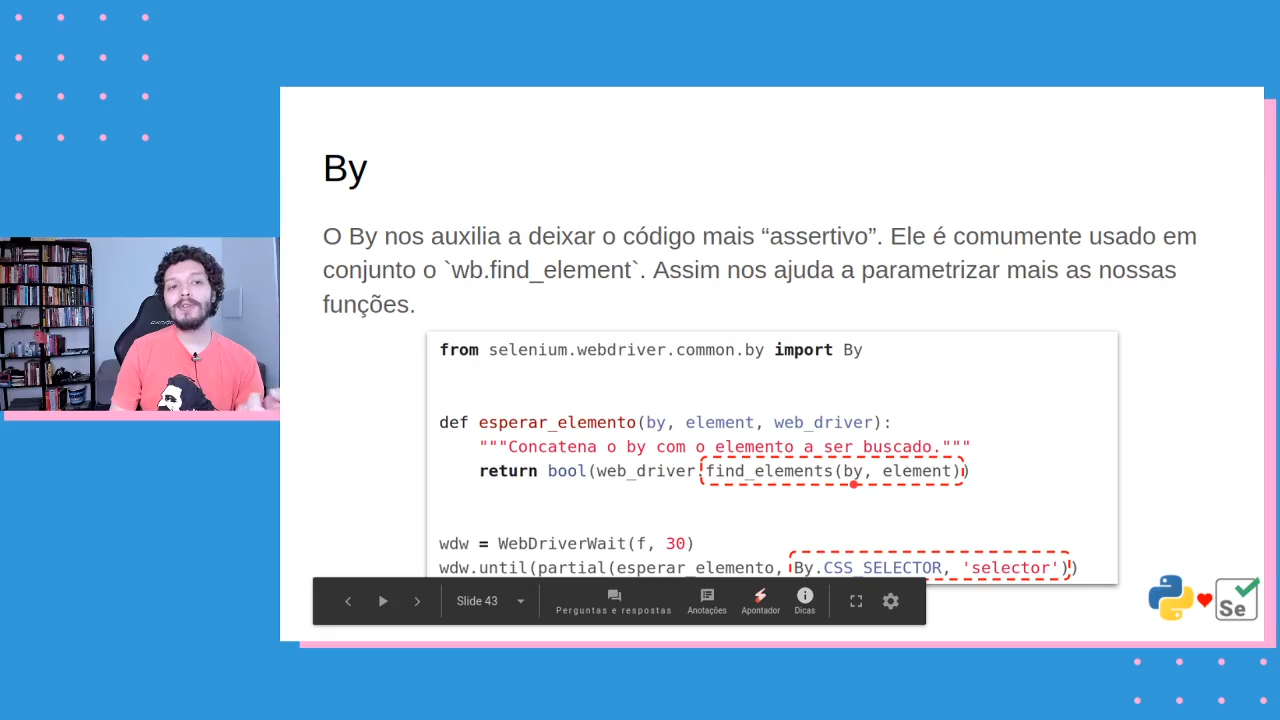 By
O By nos auxilia a deixar o código mais “assertivo”. Ele é comumente usado em
conjunto o `wb.find_element`. Assim nos ajuda a parametrizar mais as nossas
funções.
from selenium.webdriver.common.by import By
def esperar_elemento(by, element, web_driver):
"""Concatena o by com o elemento a ser buscado."""
return bool(web_driver.find_elements(by, element))
wdw = WebDriverWait(f, 30)
wdw.until(partial(esperar_elemento, By.CSS_SELECTOR, 'selector'))
Slide 43
Perguntas e respostas
Anotações
Apontador
Dicas
Se